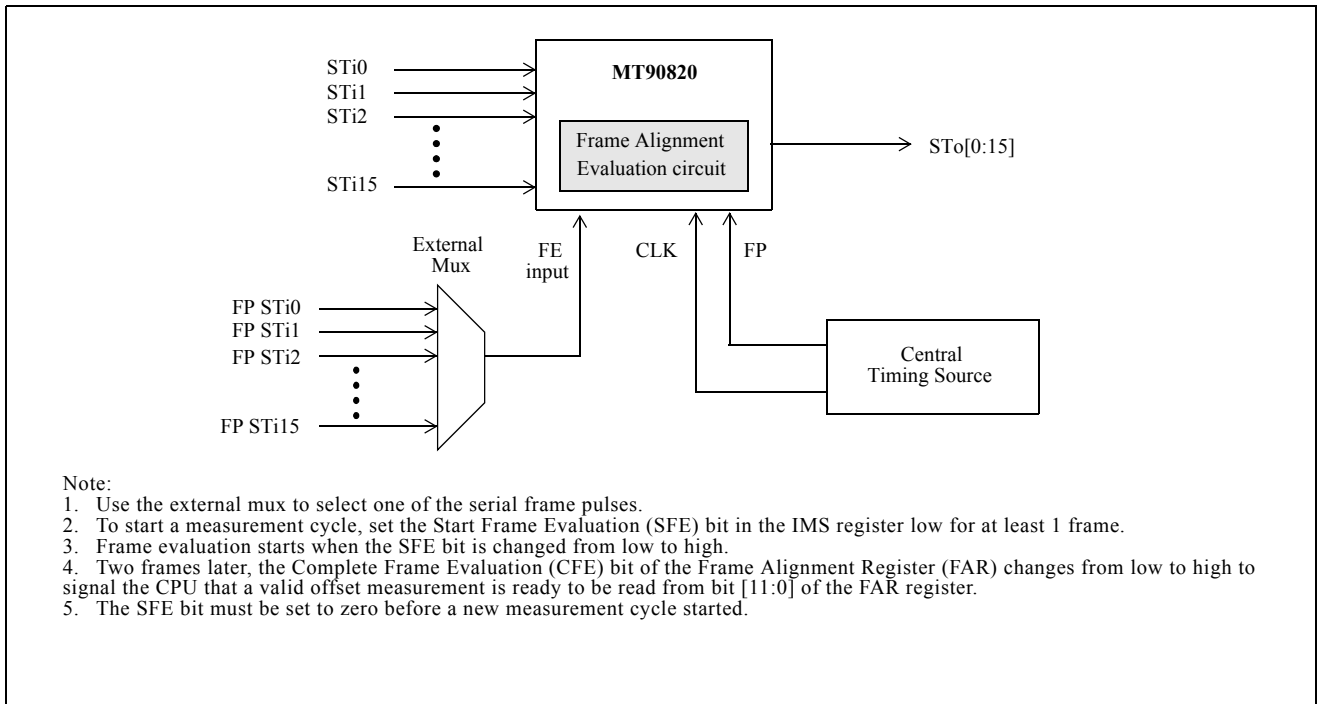 STi0
STi1
STi2
STi15
MT90820
Frame Alignment
Evaluation circuit
STo[0:15]
External
Mux
FE
input
CLK
FP
FP STi0
FP STi1
FP STi2
FP STi15
Central
Timing Source
Note:
1. Use the external mux to select one of the serial frame pulses.
2. To start a measurement cycle, set the Start Frame Evaluation (SFE) bit in the IMS register low for at least 1 frame.
3. Frame evaluation starts when the SFE bit is changed from low to high.
4. Two frames later, the Complete Frame Evaluation (CFE) bit of the Frame Alignment Register (FAR) changes from low to high to
signal the CPU that a valid offset measurement is ready to be read from bit [11:0] of the FAR register.
5. The SFE bit must be set to zero before a new measurement cycle started.